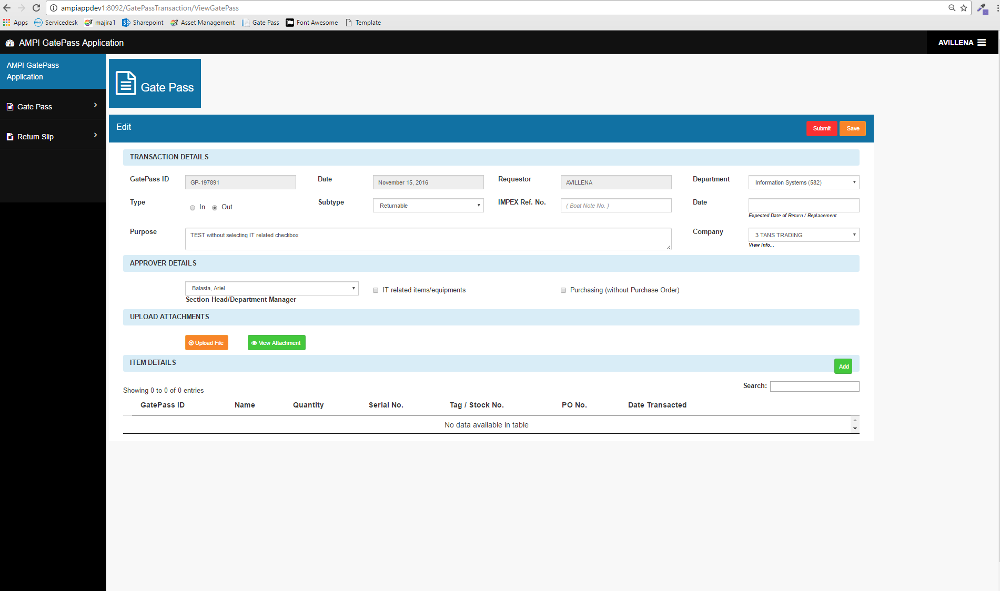 ampiappdev1:8092/GatePassTransaction/ViewGatePass
Apps Servicedesk majira1 Sharepoint Asset Management Gate Pass Font Awesome Template
AMPI GatePass Application
AVILLENA
AMPI GatePass
Application
Gate Pass
Return Slip
Gate Pass
Edit
Submit Save
TRANSACTION DETAILS
GatePass ID GP-197891 Date November 15, 2016 Requestor AVILLENA Department Information Systems (582)
Type In Out Subtype Returnable IMPEX Ref. No. ( Boat Note No. ) Date
Expected Date of Return / Replacement
Purpose TEST without selecting IT related checkbox Company 3 TANS TRADING
View Info...
APPROVER DETAILS
Balasta, Ariel IT related items/equipments Purchasing (without Purchase Order)
Section Head/Department Manager
UPLOAD ATTACHMENTS
Upload File View Attachment
ITEM DETAILS
Add
Search:
Showing 0 to 0 of 0 entries
GatePass ID Name Quantity Serial No. Tag / Stock No. PO No. Date Transacted
No data available in table